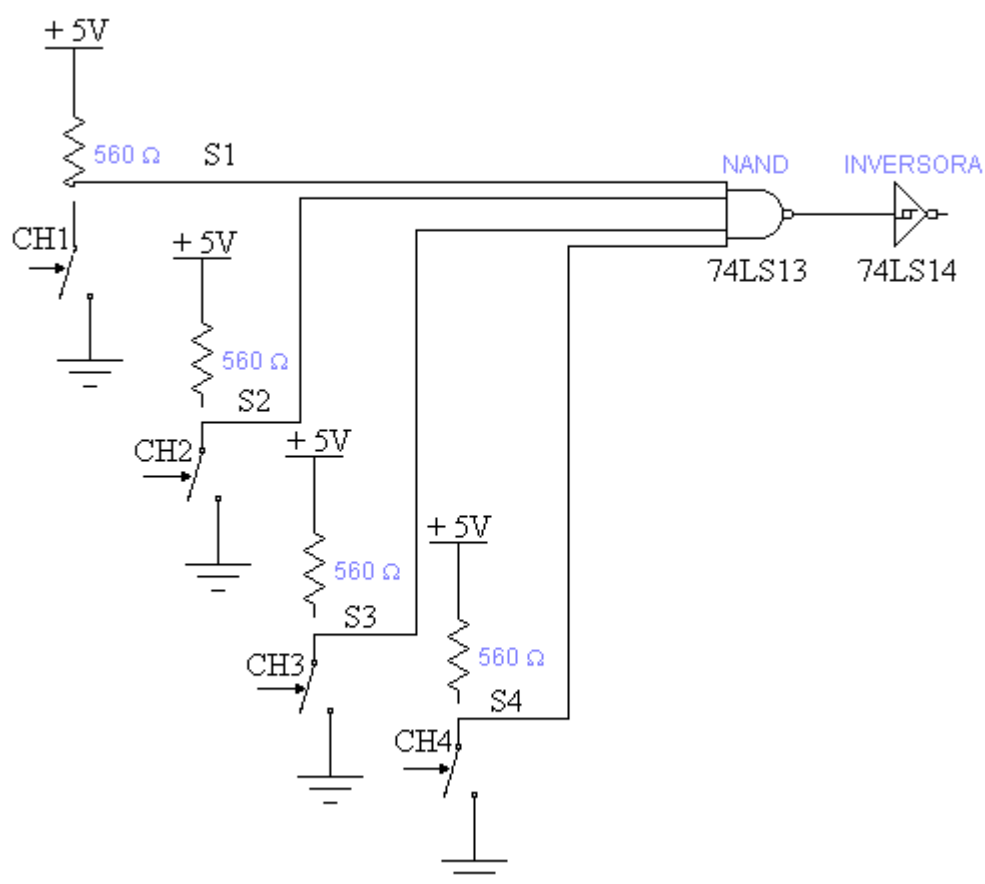 + 5V
560 Ω
S1
NAND
INVERSORA
CH1
+ 5V
74LS13
74LS14
560 Ω
S2
CH2
+ 5V
560 Ω
+ 5V
S3
CH3
560 Ω
S4
CH4